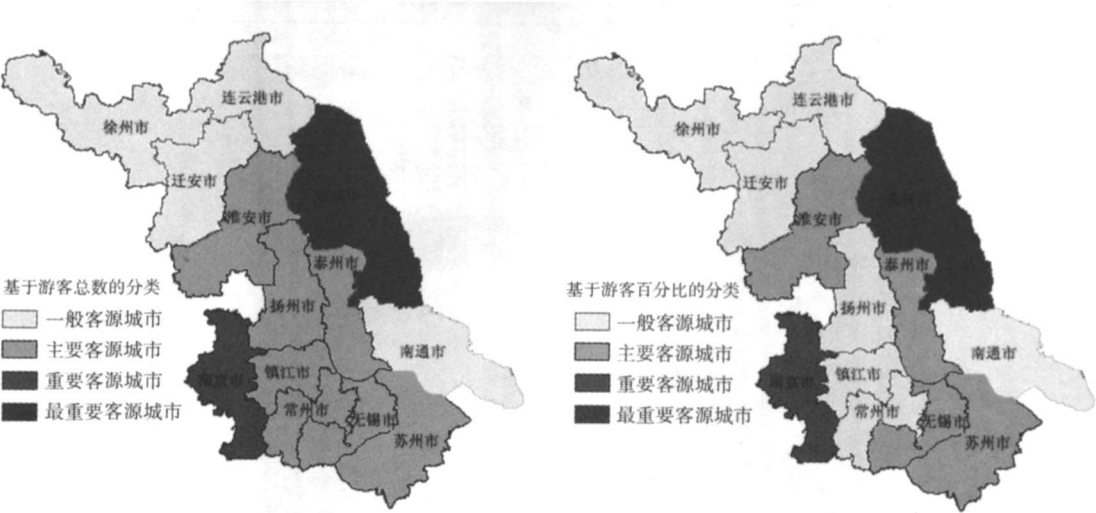 连云港市
徐州市
迁安市
淮安市
泰州市
扬州市
南通市
南京市
镇江市
常州市
无锡市
苏州市
基于游客总数的分类
一般客源城市
主要客源城市
重要客源城市
最重要客源城市
连云港市
徐州市
迁安市
淮安市
泰州市
扬州市
南通市
南京市
镇江市
常州市
无锡市
苏州市
基于游客百分比的分类
一般客源城市
主要客源城市
重要客源城市
最重要客源城市